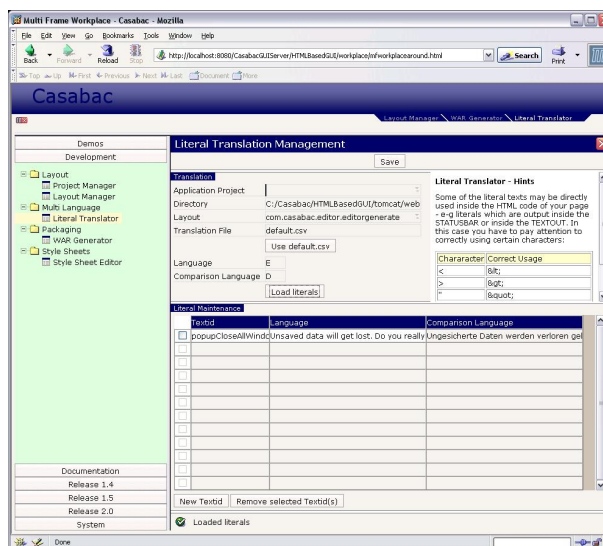 Multi Frame Workplace - Casabac - Mozilla
File Edit View Go Bookmarks Tools Window Help
Back Forward Reload Stop http://localhost:8080/CasabacGUIServer/HTMLBasedGUI/workplace/mfworkplacearound.html Search Print
Top Up First Previous Next Last Document More
Casabac
Layout Manager WAR Generator Literal Translator
Demos
Development
Layout
Project Manager
Layout Manager
Multi Language
Literal Translator
Packaging
WAR Generator
Style Sheets
Style Sheet Editor
Documentation
Release 1.4
Release 1.5
Release 2.0
System
Literal Translation Management
Save
Translation
Application Project
Directory C:/Casabac/HTMLBasedGUI/tomcat/web
Layout com.casabac.editor.editorgenerate
Translation File default.csv
Use default.csv
Language E
Comparison Language D
Load literals
Literal Translator - Hints
Some of the literal texts may be directly
used inside the HTML code of your page
- e-g literals which are output inside the
STATUSBAR or inside the TEXTOUT. In
this case you have to pay attention to
correctly using certain characters:
Chararacter Correct Usage
< &lt;
> &gt;
" &quot;
Literal Maintenance
Textid Language Comparison Language
popupCloseAllWindo Unsaved data will get lost. Do you really Ungesicherte Daten werden verloren gel
New Textid Remove selected Textid(s)
Loaded literals
Done